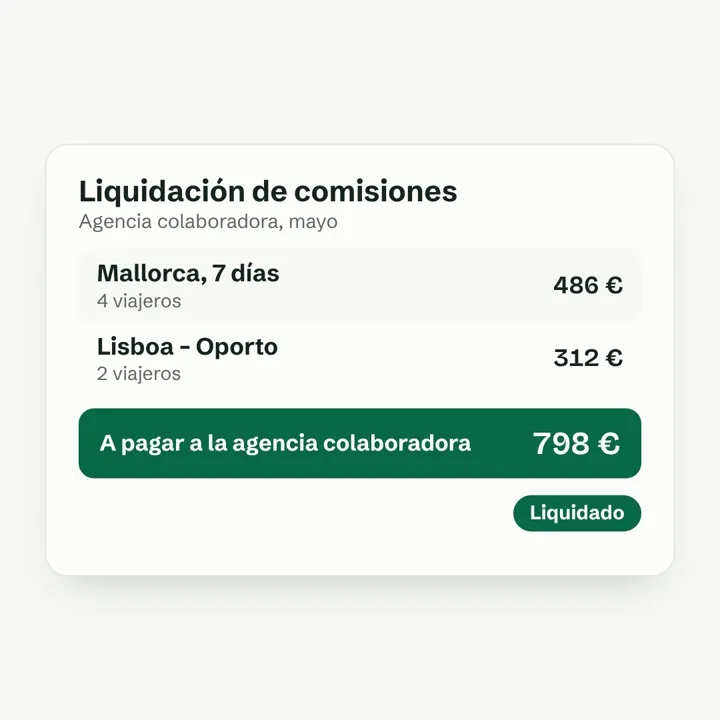 Liquidación de comisiones
Agencia colaboradora, mayo
Mallorca, 7 días
4 viajeros
486 €
Lisboa – Oporto
2 viajeros
312 €
A pagar a la agencia colaboradora
798 €
Liquidado